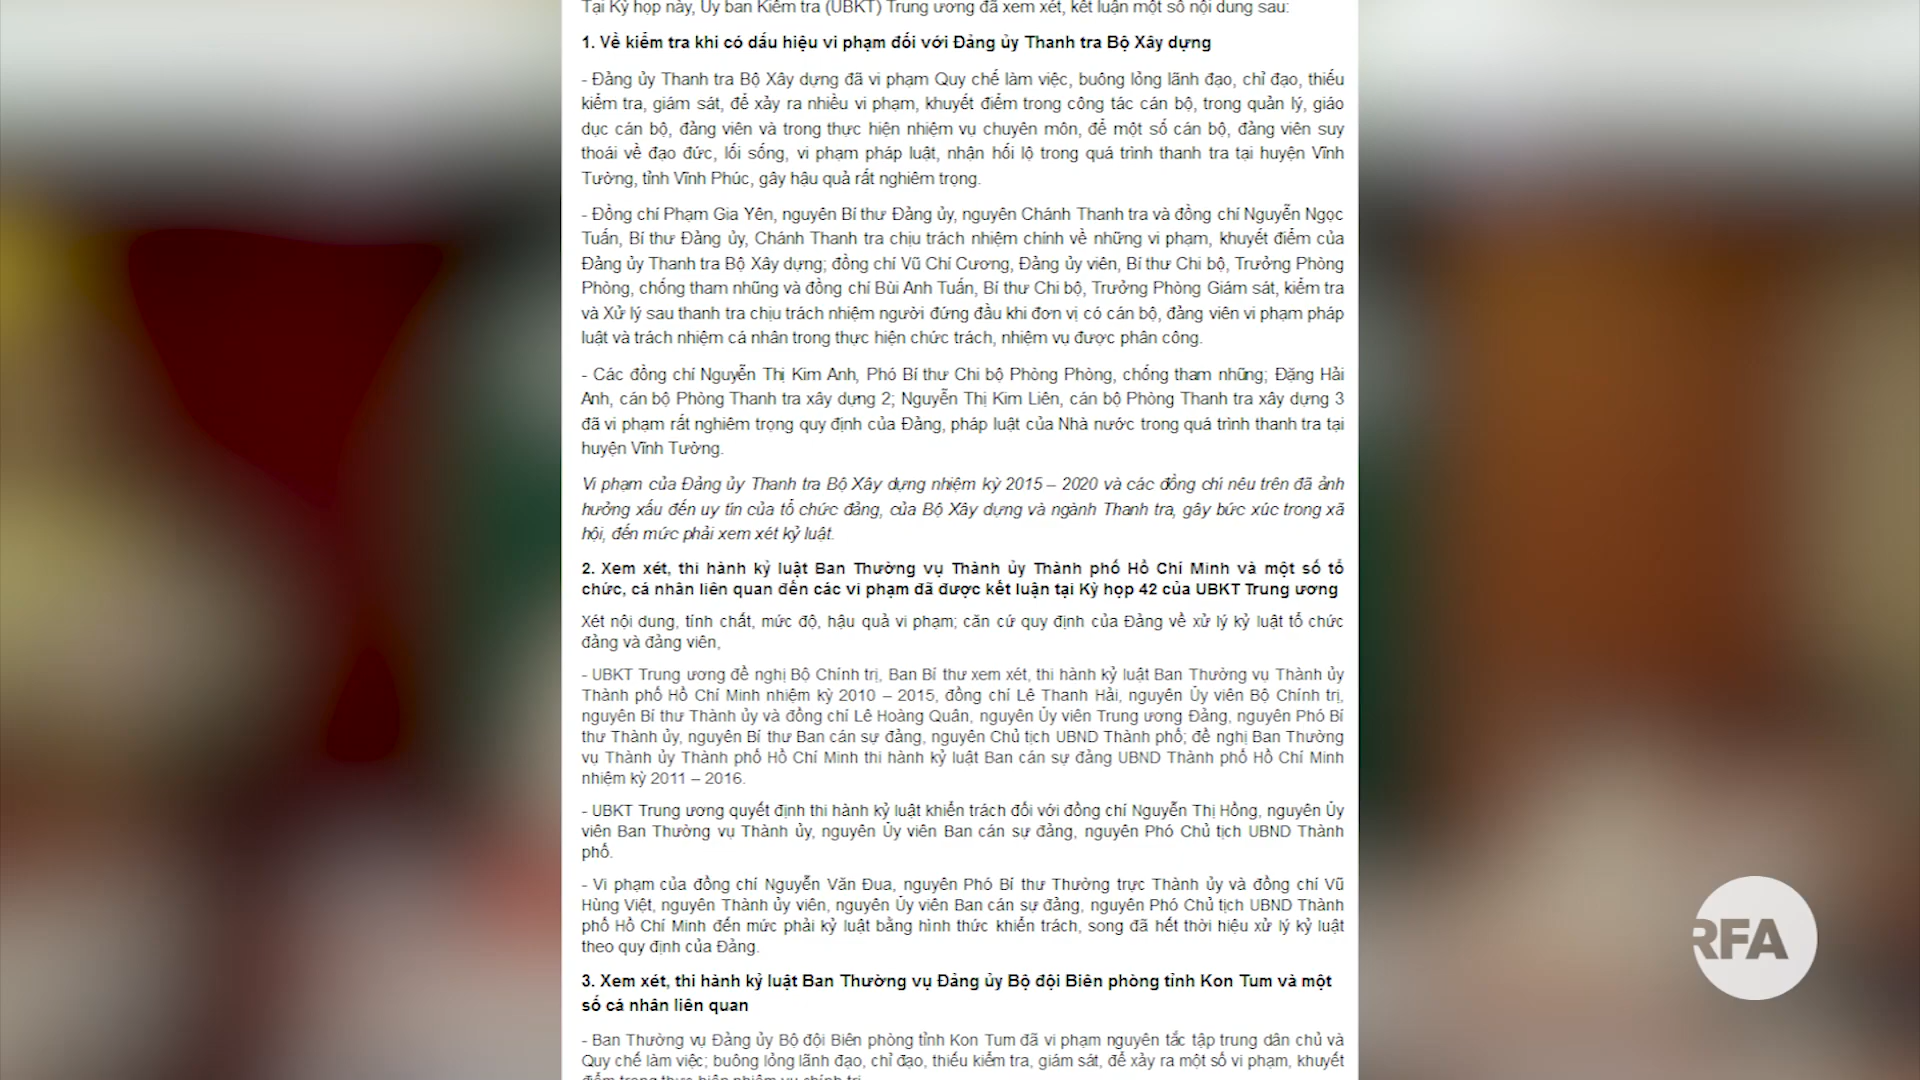 Tại Kỳ họp này, Ủy ban Kiểm tra (UBKT) Trung ương đã xem xét, kết luận một số nội dung sau:
1. Về kiểm tra khi có dấu hiệu vi phạm đối với Đảng ủy Thanh tra Bộ Xây dựng
- Đảng ủy Thanh tra Bộ Xây dựng đã vi phạm Quy chế làm việc, buông lỏng lãnh đạo, chỉ đạo, thiếu
kiểm tra, giám sát, để xảy ra nhiều vi phạm, khuyết điểm trong công tác cán bộ, trong quản lý, giáo
dục cán bộ, đảng viên và trong thực hiện nhiệm vụ chuyên môn, để một số cán bộ, đảng viên suy
thoái về đạo đức, lối sống, vi phạm pháp luật, nhận hối lộ trong quá trình thanh tra tại huyện Vĩnh
Tường, tỉnh Vĩnh Phúc, gây hậu quả rất nghiêm trọng.
- Đồng chí Phạm Gia Yên, nguyên Bí thư Đảng ủy, nguyên Chánh Thanh tra và đồng chí Nguyễn Ngọc
Tuấn, Bí thư Đảng ủy, Chánh Thanh tra chịu trách nhiệm chính về những vi phạm, khuyết điểm của
Đảng ủy Thanh tra Bộ Xây dựng; đồng chí Vũ Chí Cương, Đảng ủy viên, Bí thư Chi bộ, Trưởng Phòng
Phòng, chống tham nhũng và đồng chí Bùi Anh Tuấn, Bí thư Chi bộ, Trưởng Phòng Giám sát, kiểm tra
và Xử lý sau thanh tra chịu trách nhiệm người đứng đầu khi đơn vị có cán bộ, đảng viên vi phạm pháp
luật và trách nhiệm cá nhân trong thực hiện chức trách, nhiệm vụ được phân công.
- Các đồng chí Nguyễn Thị Kim Anh, Phó Bí thư Chi bộ Phòng Phòng, chống tham nhũng; Đặng Hải
Anh, cán bộ Phòng Thanh tra xây dựng 2; Nguyễn Thị Kim Liên, cán bộ Phòng Thanh tra xây dựng 3
đã vi phạm rất nghiêm trọng quy định của Đảng, pháp luật của Nhà nước trong quá trình thanh tra tại
huyện Vĩnh Tường.
Vi phạm của Đảng ủy Thanh tra Bộ Xây dựng nhiệm kỳ 2015 – 2020 và các đồng chí nêu trên đã ảnh
hưởng xấu đến uy tín của tổ chức đảng, của Bộ Xây dựng và ngành Thanh tra, gây bức xúc trong xã
hội, đến mức phải xem xét kỷ luật.
2. Xem xét, thi hành kỷ luật Ban Thường vụ Thành ủy Thành phố Hồ Chí Minh và một số tổ
chức, cá nhân liên quan đến các vi phạm đã được kết luận tại Kỳ họp 42 của UBKT Trung ương
Xét nội dung, tính chất, mức độ, hậu quả vi phạm; căn cứ quy định của Đảng về xử lý kỷ luật tổ chức
đảng và đảng viên,
- UBKT Trung ương đề nghị Bộ Chính trị, Ban Bí thư xem xét, thi hành kỷ luật Ban Thường vụ Thành ủy
Thành phố Hồ Chí Minh nhiệm kỳ 2010 – 2015, đồng chí Lê Thanh Hải, nguyên Ủy viên Bộ Chính trị,
nguyên Bí thư Thành ủy và đồng chí Lê Hoàng Quân, nguyên Ủy viên Trung ương Đảng, nguyên Phó Bí
thư Thành ủy, nguyên Bí thư Ban cán sự đảng, nguyên Chủ tịch UBND Thành phố; đề nghị Ban Thường
vụ Thành ủy Thành phố Hồ Chí Minh thi hành kỷ luật Ban cán sự đảng UBND Thành phố Hồ Chí Minh
nhiệm kỳ 2011 – 2016.
- UBKT Trung ương quyết định thi hành kỷ luật khiển trách đối với đồng chí Nguyễn Thị Hồng, nguyên Ủy
viên Ban Thường vụ Thành ủy, nguyên Ủy viên Ban cán sự đảng, nguyên Phó Chủ tịch UBND Thành
phố.
- Vi phạm của đồng chí Nguyễn Văn Đua, nguyên Phó Bí thư Thường trực Thành ủy và đồng chí Vũ
Hùng Việt, nguyên Thành ủy viên, nguyên Ủy viên Ban cán sự đảng, nguyên Phó Chủ tịch UBND Thành
phố Hồ Chí Minh đến mức phải kỷ luật bằng hình thức khiển trách, song đã hết thời hiệu xử lý kỷ luật
theo quy định của Đảng.
3. Xem xét, thi hành kỷ luật Ban Thường vụ Đảng ủy Bộ đội Biên phòng tỉnh Kon Tum và một
số cá nhân liên quan
- Ban Thường vụ Đảng ủy Bộ đội Biên phòng tỉnh Kon Tum đã vi phạm nguyên tắc tập trung dân chủ và
Quy chế làm việc; buông lỏng lãnh đạo, chỉ đạo, thiếu kiểm tra, giám sát, để xảy ra một số vi phạm, khuyết
điểm trong thực hiện nhiệm vụ chính trị
RFA